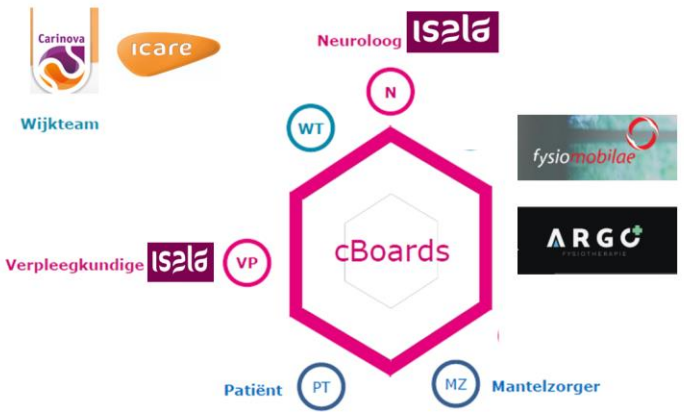 Carinova
icare
Neuroloog Isala
N
Wijkteam
WT
fysiomobilae
ARGO
FYSIOTHERAPIE
cBoards
Verpleegkundige Isala
VP
Patiënt
PT
MZ
Mantelzorger